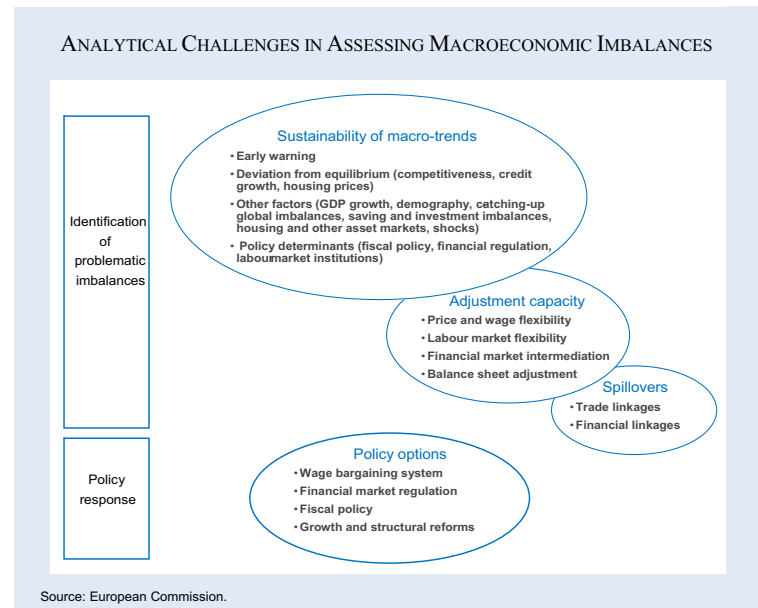 ANALYTICAL CHALLENGES IN ASSESSING MACROECONOMIC IMBALANCES
Identification
of
problematic
imbalances
Sustainability of macro-trends
• Early warning
• Deviation from equilibrium (competitiveness, credit
growth, housing prices)
• Other factors (GDP growth, demography, catching-up
global imbalances, saving and investment imbalances,
housing and other asset markets, shocks)
• Policy determinants (fiscal policy, financial regulation,
labourmarket institutions)
Adjustment capacity
• Price and wage flexibility
• Labour market flexibility
• Financial market intermediation
• Balance sheet adjustment
Spillovers
• Trade linkages
• Financial linkages
Policy
response
Policy options
• Wage bargaining system
• Financial market regulation
• Fiscal policy
• Growth and structural reforms
Source: European Commission.